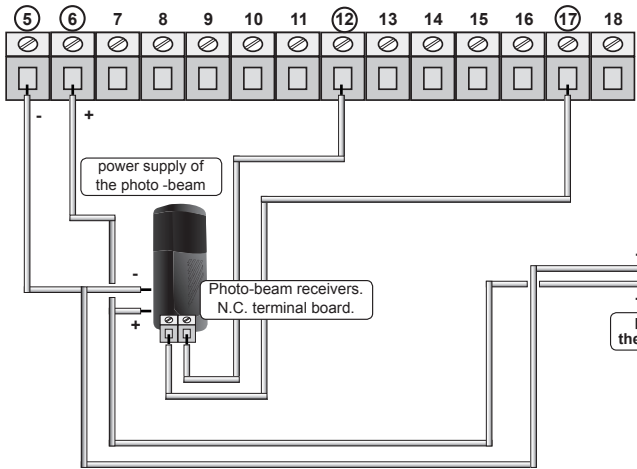 5 6 7 8 9 10 11 12 13 14 15 16 17 18
- +
power supply of
the photo -beam
-
+
Photo-beam receivers.
N.C. terminal board.
the